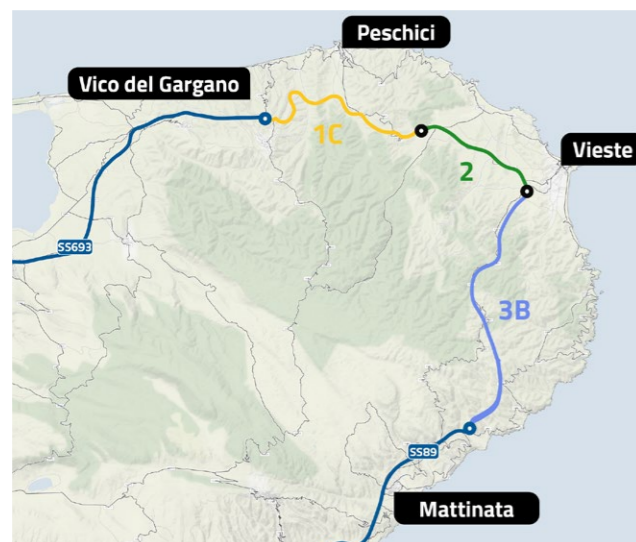 Peschici
Vico del Gargano
1C
2
Vieste
SS693
3B
SS89
Mattinata